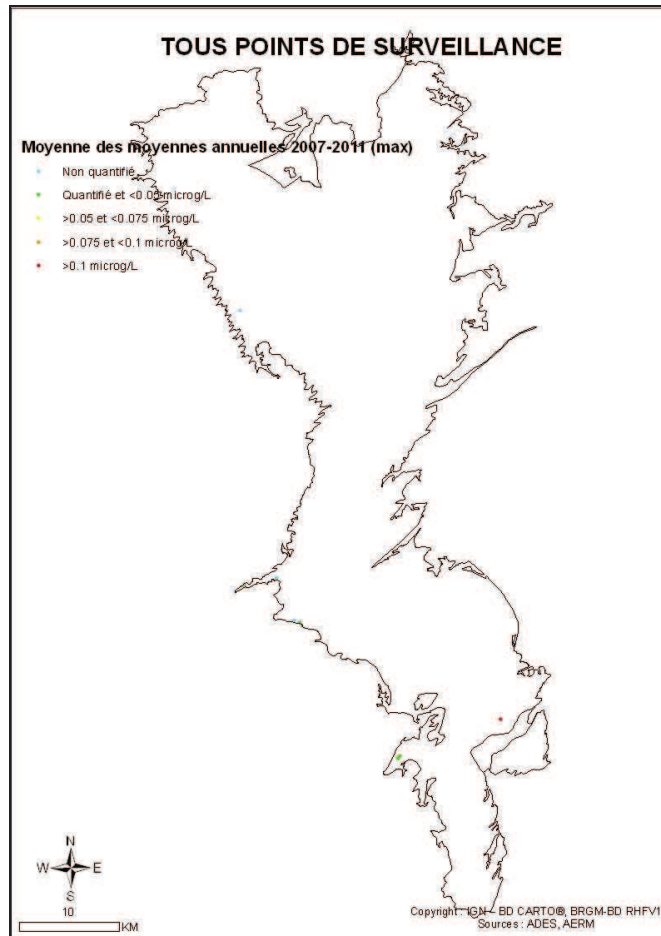 TOUS POINTS DE SURVEILLANCE
Moyenne des moyennes annuelles 2007-2011 (max)
Non quantifié
Quantifié et <0.05 microg/L
>0.05 et <0.075 microg/L
>0.075 et <0.1 microg/L
>0.1 microg/L
N
W E
S
10
KM
Copyright : IGN - BD CARTO®, BRGM-BD RHFV1
Sources : ADES, AERM